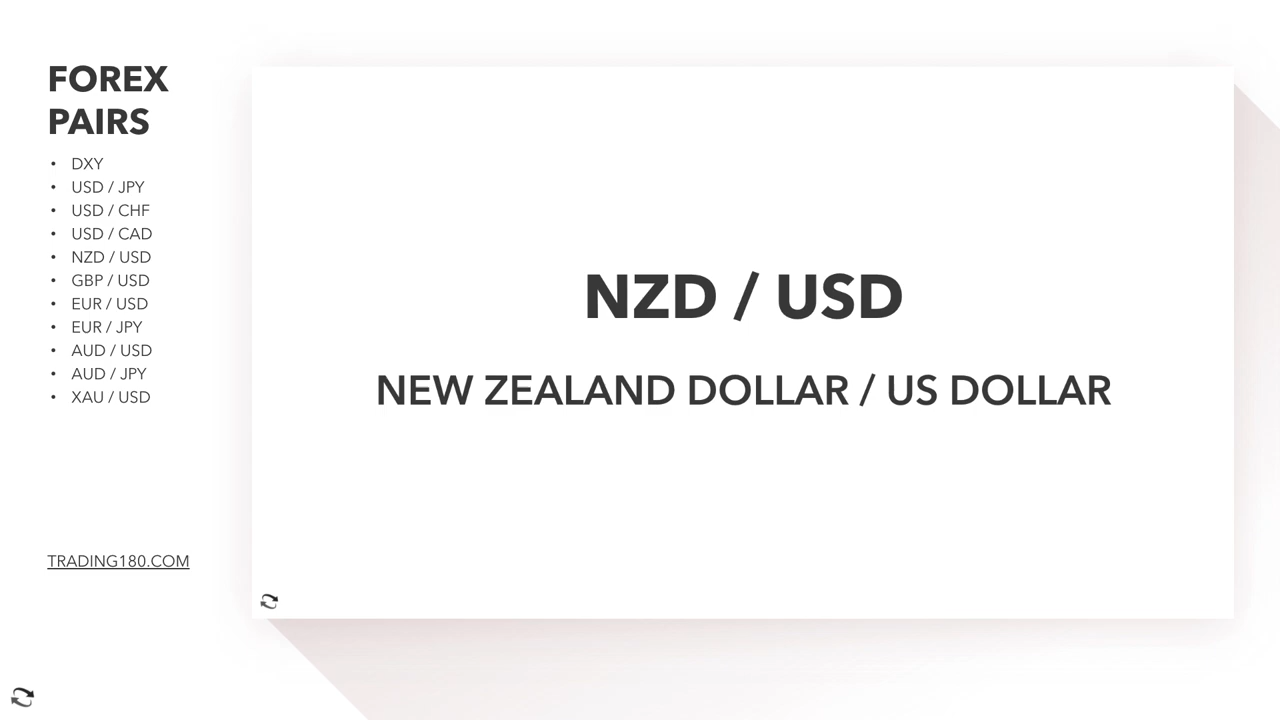 FOREX
PAIRS
• DXY
• USD / JPY
• USD / CHF
• USD / CAD
• NZD / USD
• GBP / USD
• EUR / USD
• EUR / JPY
• AUD / USD
• AUD / JPY
• XAU / USD
TRADING180.COM
NZD / USD
NEW ZEALAND DOLLAR / US DOLLAR